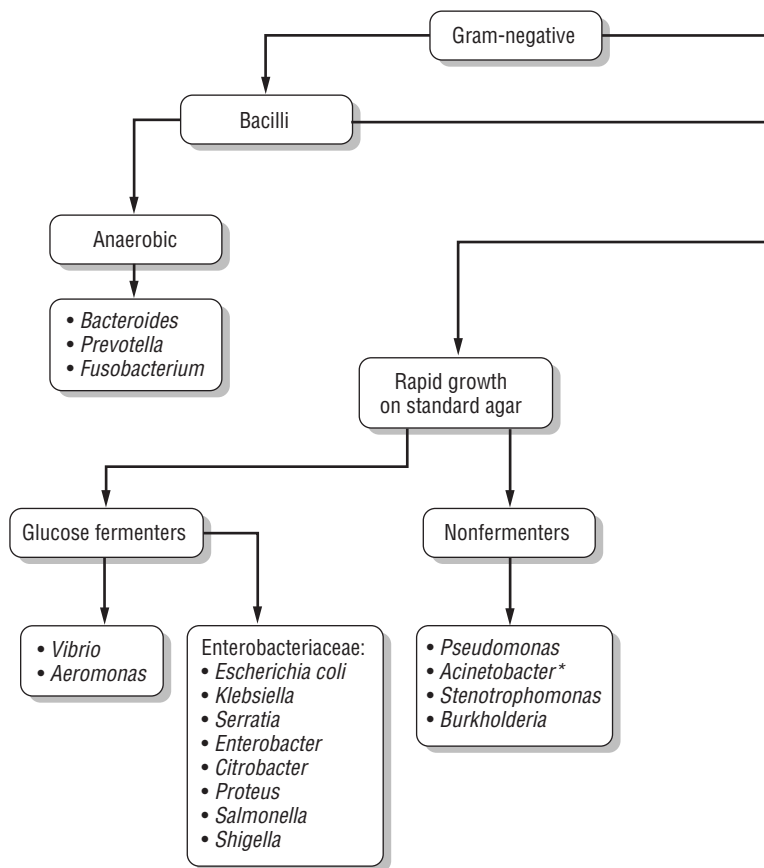 Gram-negative
Bacilli
Anaerobic
• Bacteroides
• Prevotella
• Fusobacterium
Rapid growth
on standard agar
Glucose fermenters
Nonfermenters
• Vibrio
• Aeromonas
Enterobacteriaceae:
• Escherichia coli
• Klebsiella
• Serratia
• Enterobacter
• Citrobacter
• Proteus
• Salmonella
• Shigella
• Pseudomonas
• Acinetobacter*
• Stenotrophomonas
• Burkholderia